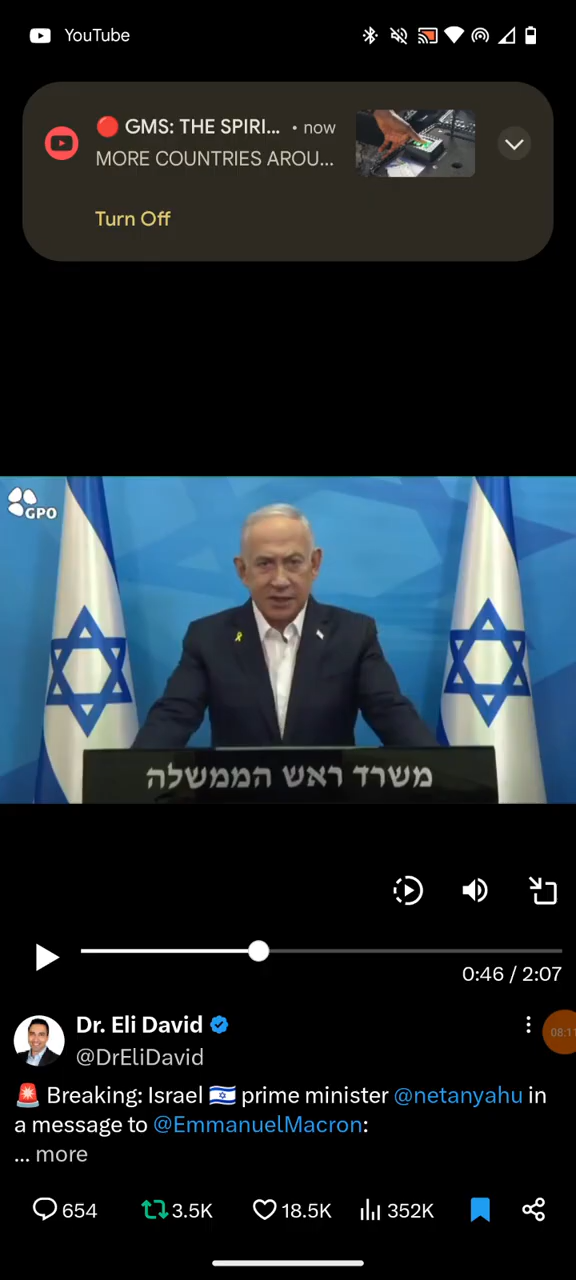 YouTube
🔴 GMS: THE SPIRI... • now
MORE COUNTRIES AROU...
Turn Off
GPO
משרד ראש הממשלה
0:46 / 2:07
Dr. Eli David
@DrEliDavid
08:11
🚨 Breaking: Israel 🇮🇱 prime minister @netanyahu in
a message to @EmmanuelMacron:
... more
654 3.5K 18.5K 352K